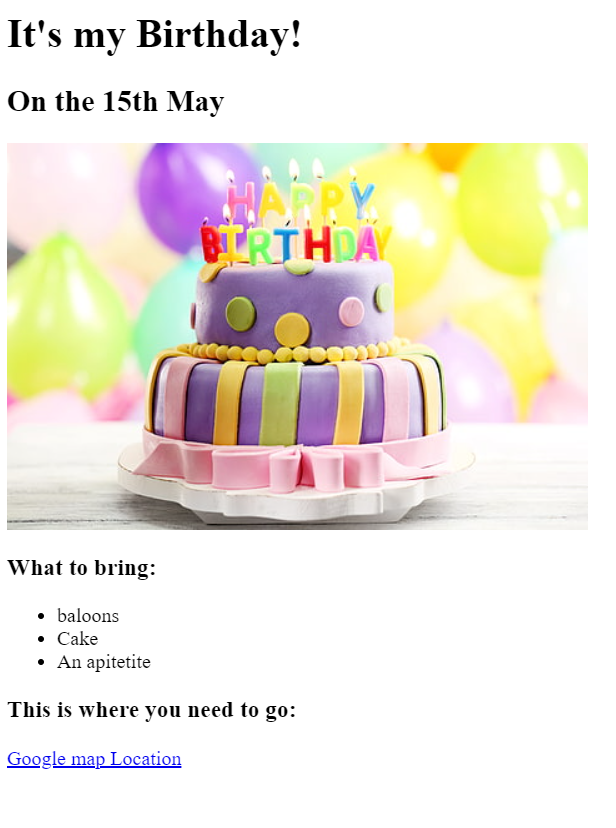 It's my Birthday!
On the 15th May
HAPPY
BIRTHDAY
What to bring:
baloons
Cake
An apitetite
This is where you need to go:
Google map Location